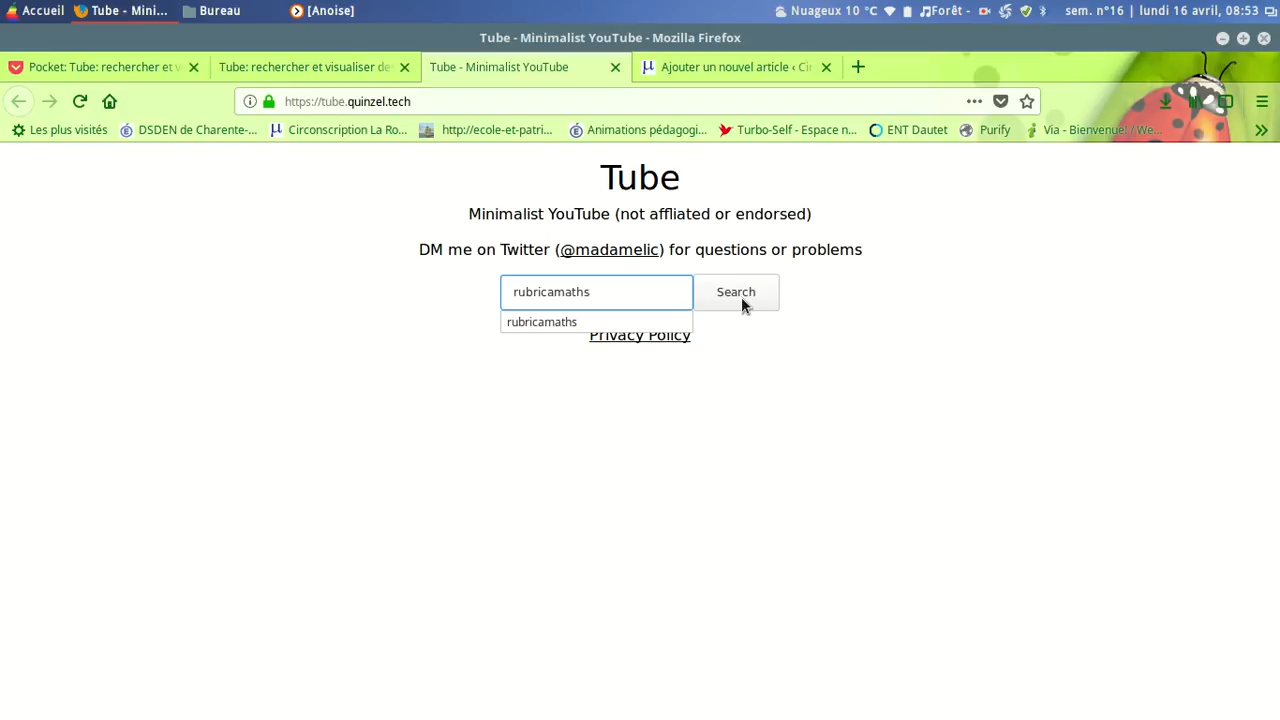 Accueil Tube - Mini... Bureau [Anoise] Nuageux 10 °C Forêt - sem. n°16 | lundi 16 avril, 08:53
Tube - Minimalist YouTube - Mozilla Firefox
Pocket: Tube: rechercher et v Tube: rechercher et visualiser de Tube - Minimalist YouTube Ajouter un nouvel article ‹ Ci
https://tube.quinzel.tech
Les plus visités DSDEN de Charente-... Circonscription La Ro... http://ecole-et-patri... Animations pédagogi... Turbo-Self - Espace n... ENT Dautet Purify Via - Bienvenue! / We...
Tube
Minimalist YouTube (not affliated or endorsed)
DM me on Twitter (@madamelic) for questions or problems
rubricamaths Search
rubricamaths
Privacy Policy